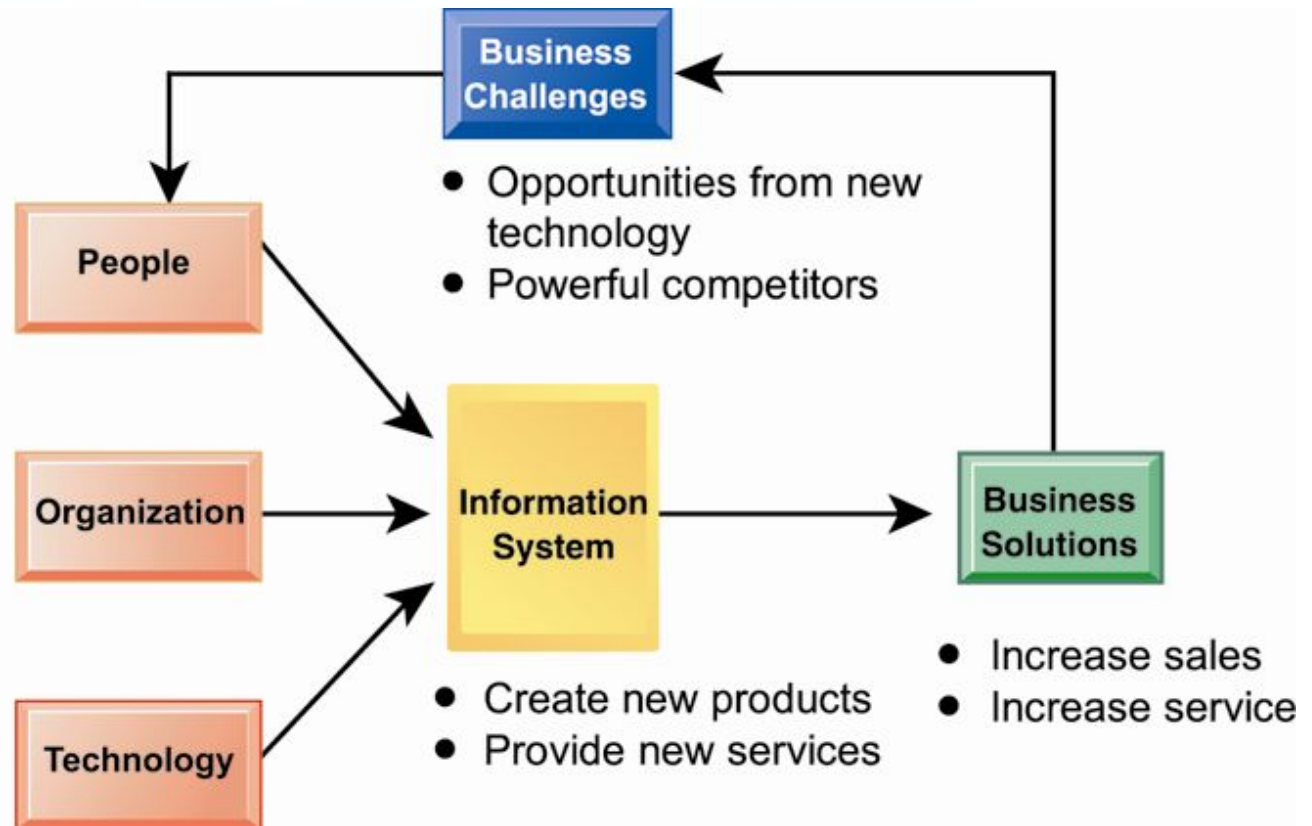 Business
Challenges
● Opportunities from new
technology
● Powerful competitors
People
Organization
Technology
Information
System
● Create new products
● Provide new services
Business
Solutions
● Increase sales
● Increase service